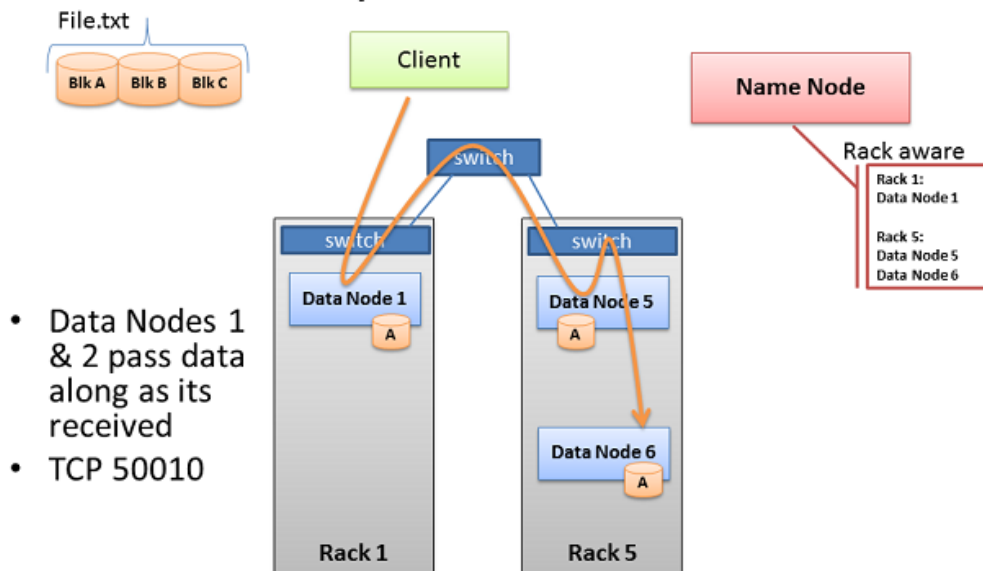 File.txt
Blk A Blk B Blk C
Client
Name Node
switch
Rack aware
Rack 1:
Data Node 1
Rack 5:
Data Node 5
Data Node 6
switch
switch
Data Node 1
A
Data Node 5
A
Data Node 6
A
Rack 1
Rack 5
• Data Nodes 1
& 2 pass data
along as its
received
• TCP 50010